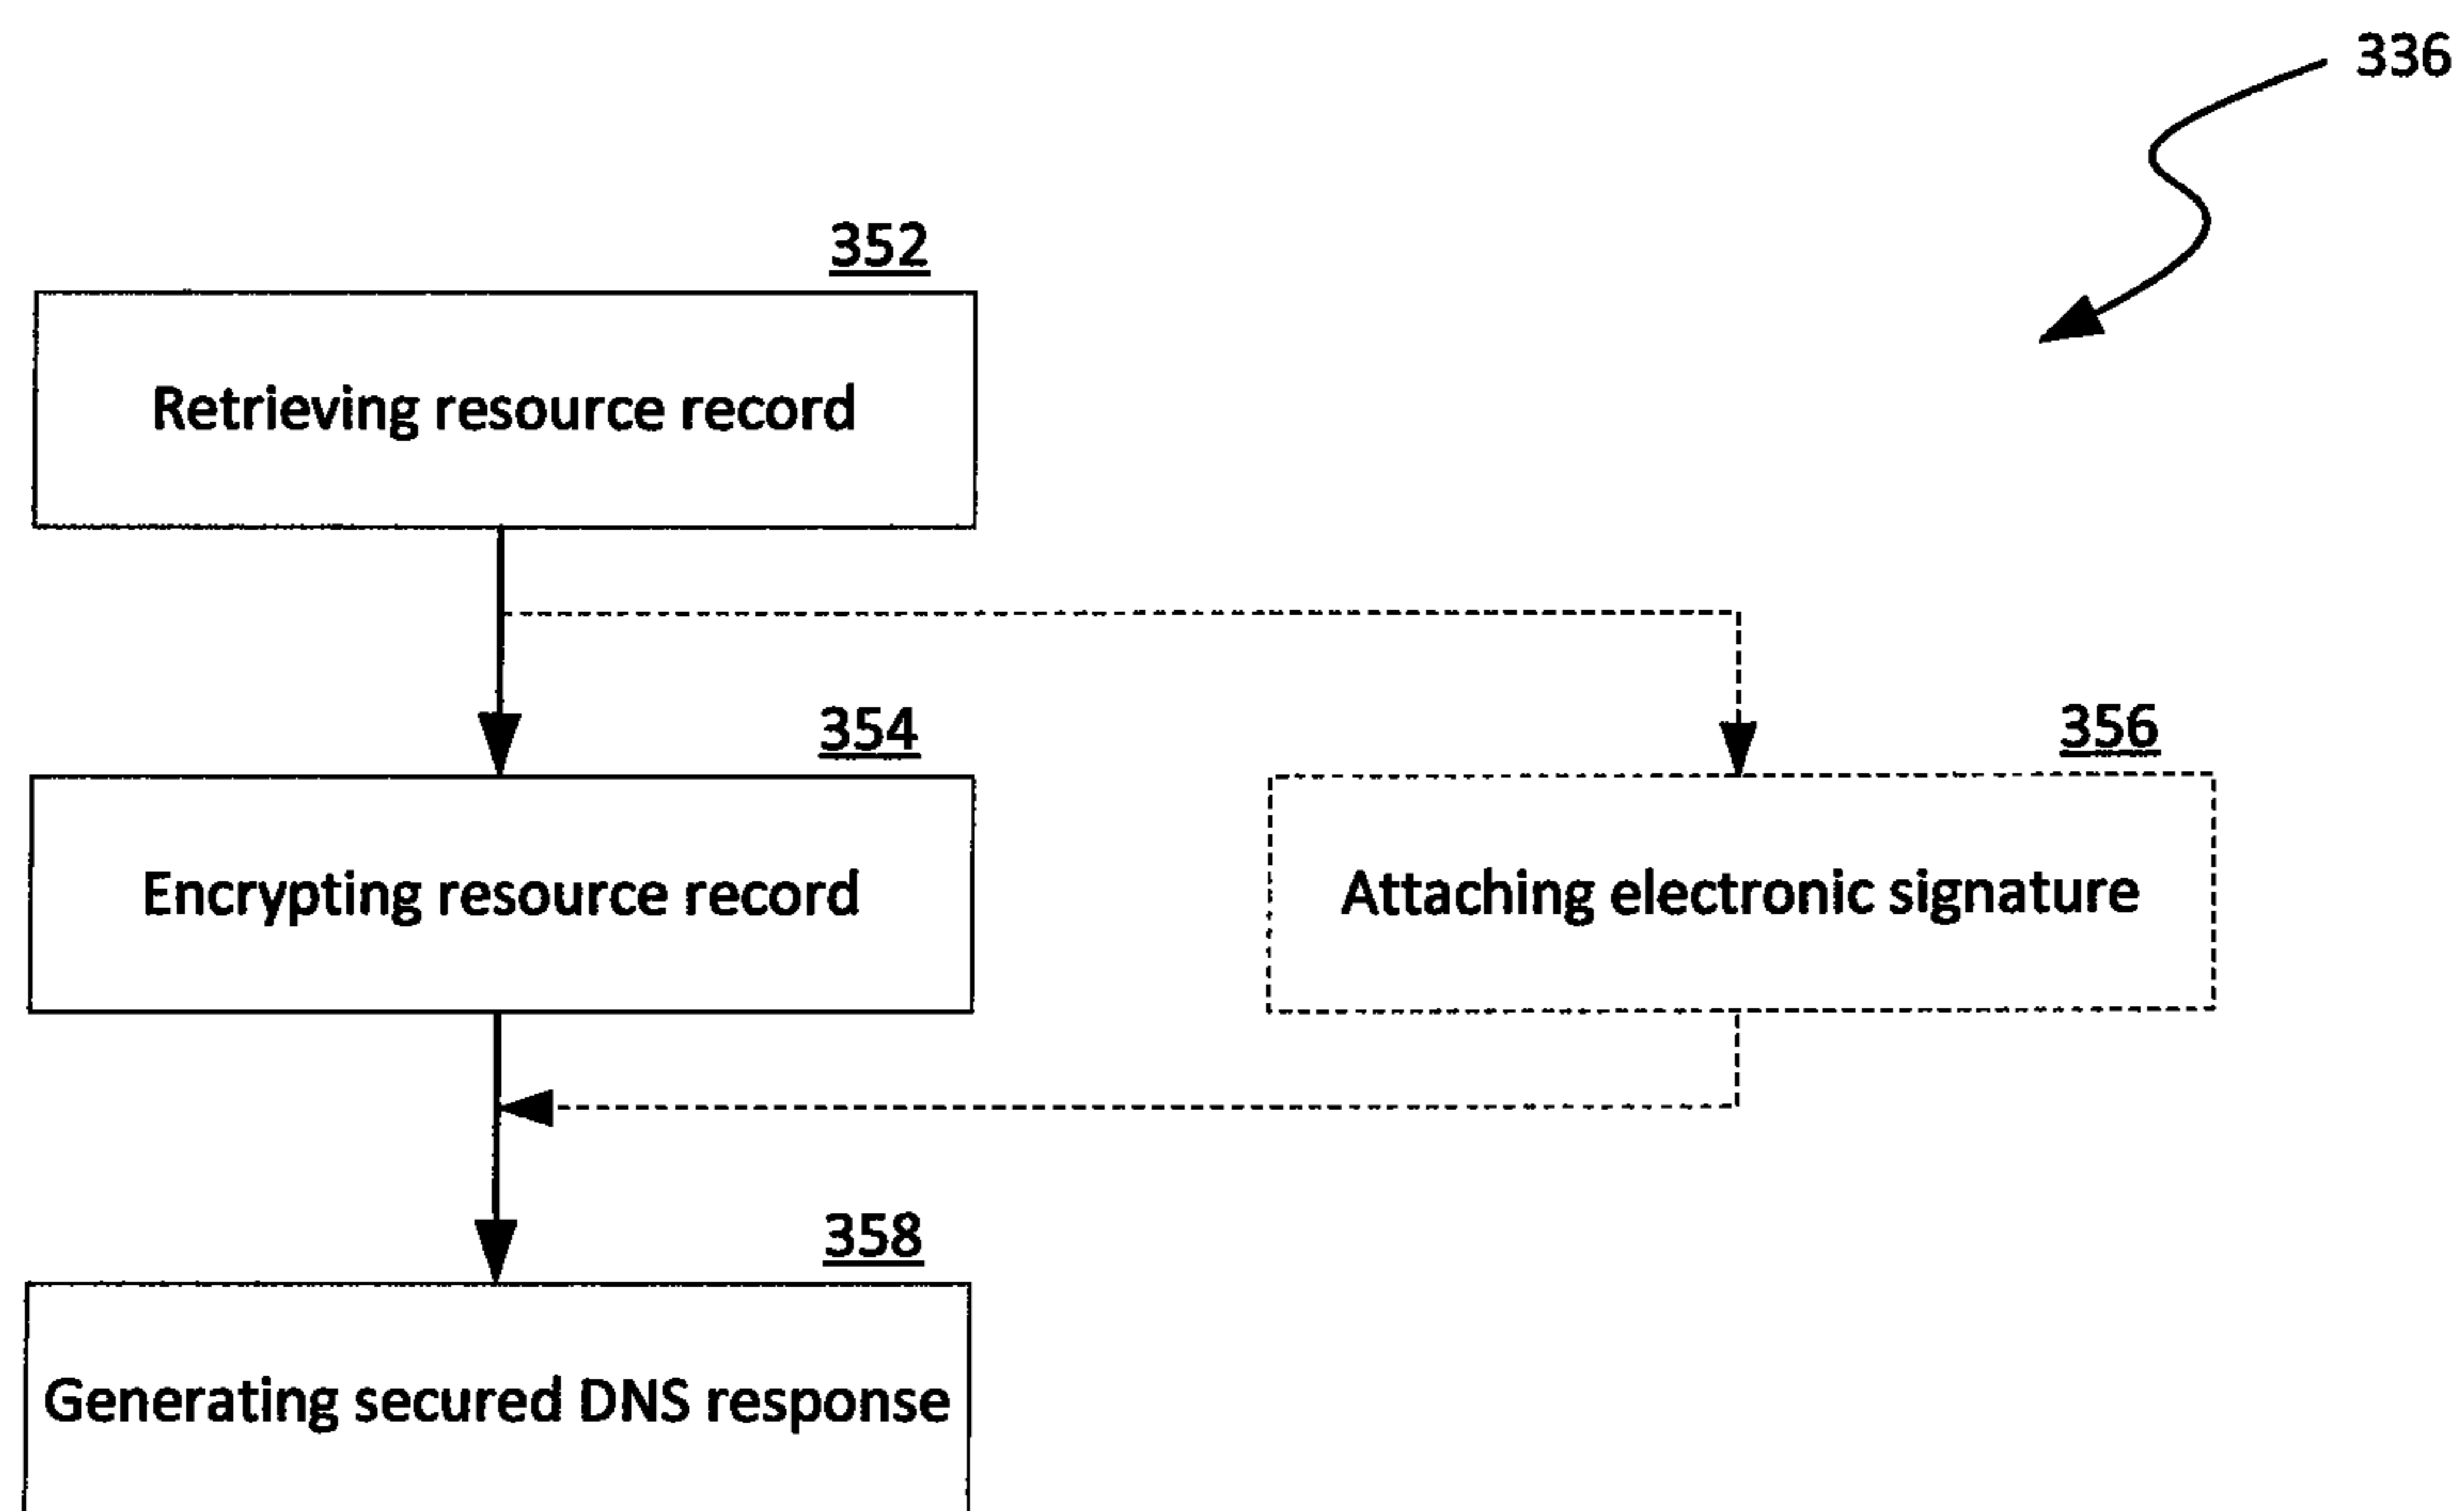 336
352
Retrieving resource record
354
356
Encrypting resource record
Attaching electronic signature
358
Generating secured DNS response